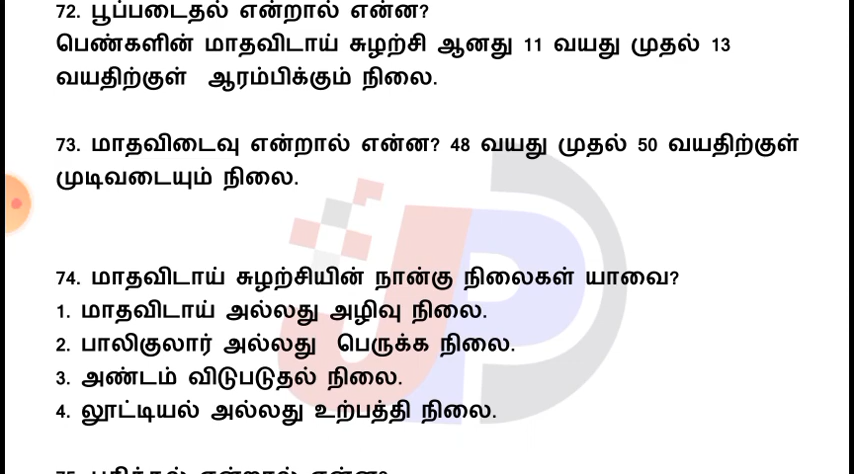 72. பூப்படைதல் என்றால் என்ன?
பெண்களின் மாதவிடாய் சுழற்சி ஆனது 11 வயது முதல் 13
வயதிற்குள் ஆரம்பிக்கும் நிலை.
73. மாதவிடைவு என்றால் என்ன? 48 வயது முதல் 50 வயதிற்குள்
முடிவடையும் நிலை.
74. மாதவிடாய் சுழற்சியின் நான்கு நிலைகள் யாவை?
1. மாதவிடாய் அல்லது அழிவு நிலை.
2. பாலிகுலார் அல்லது பெருக்க நிலை.
3. அண்டம் விடுபடுதல் நிலை.
4. லூட்டியல் அல்லது உற்பத்தி நிலை.